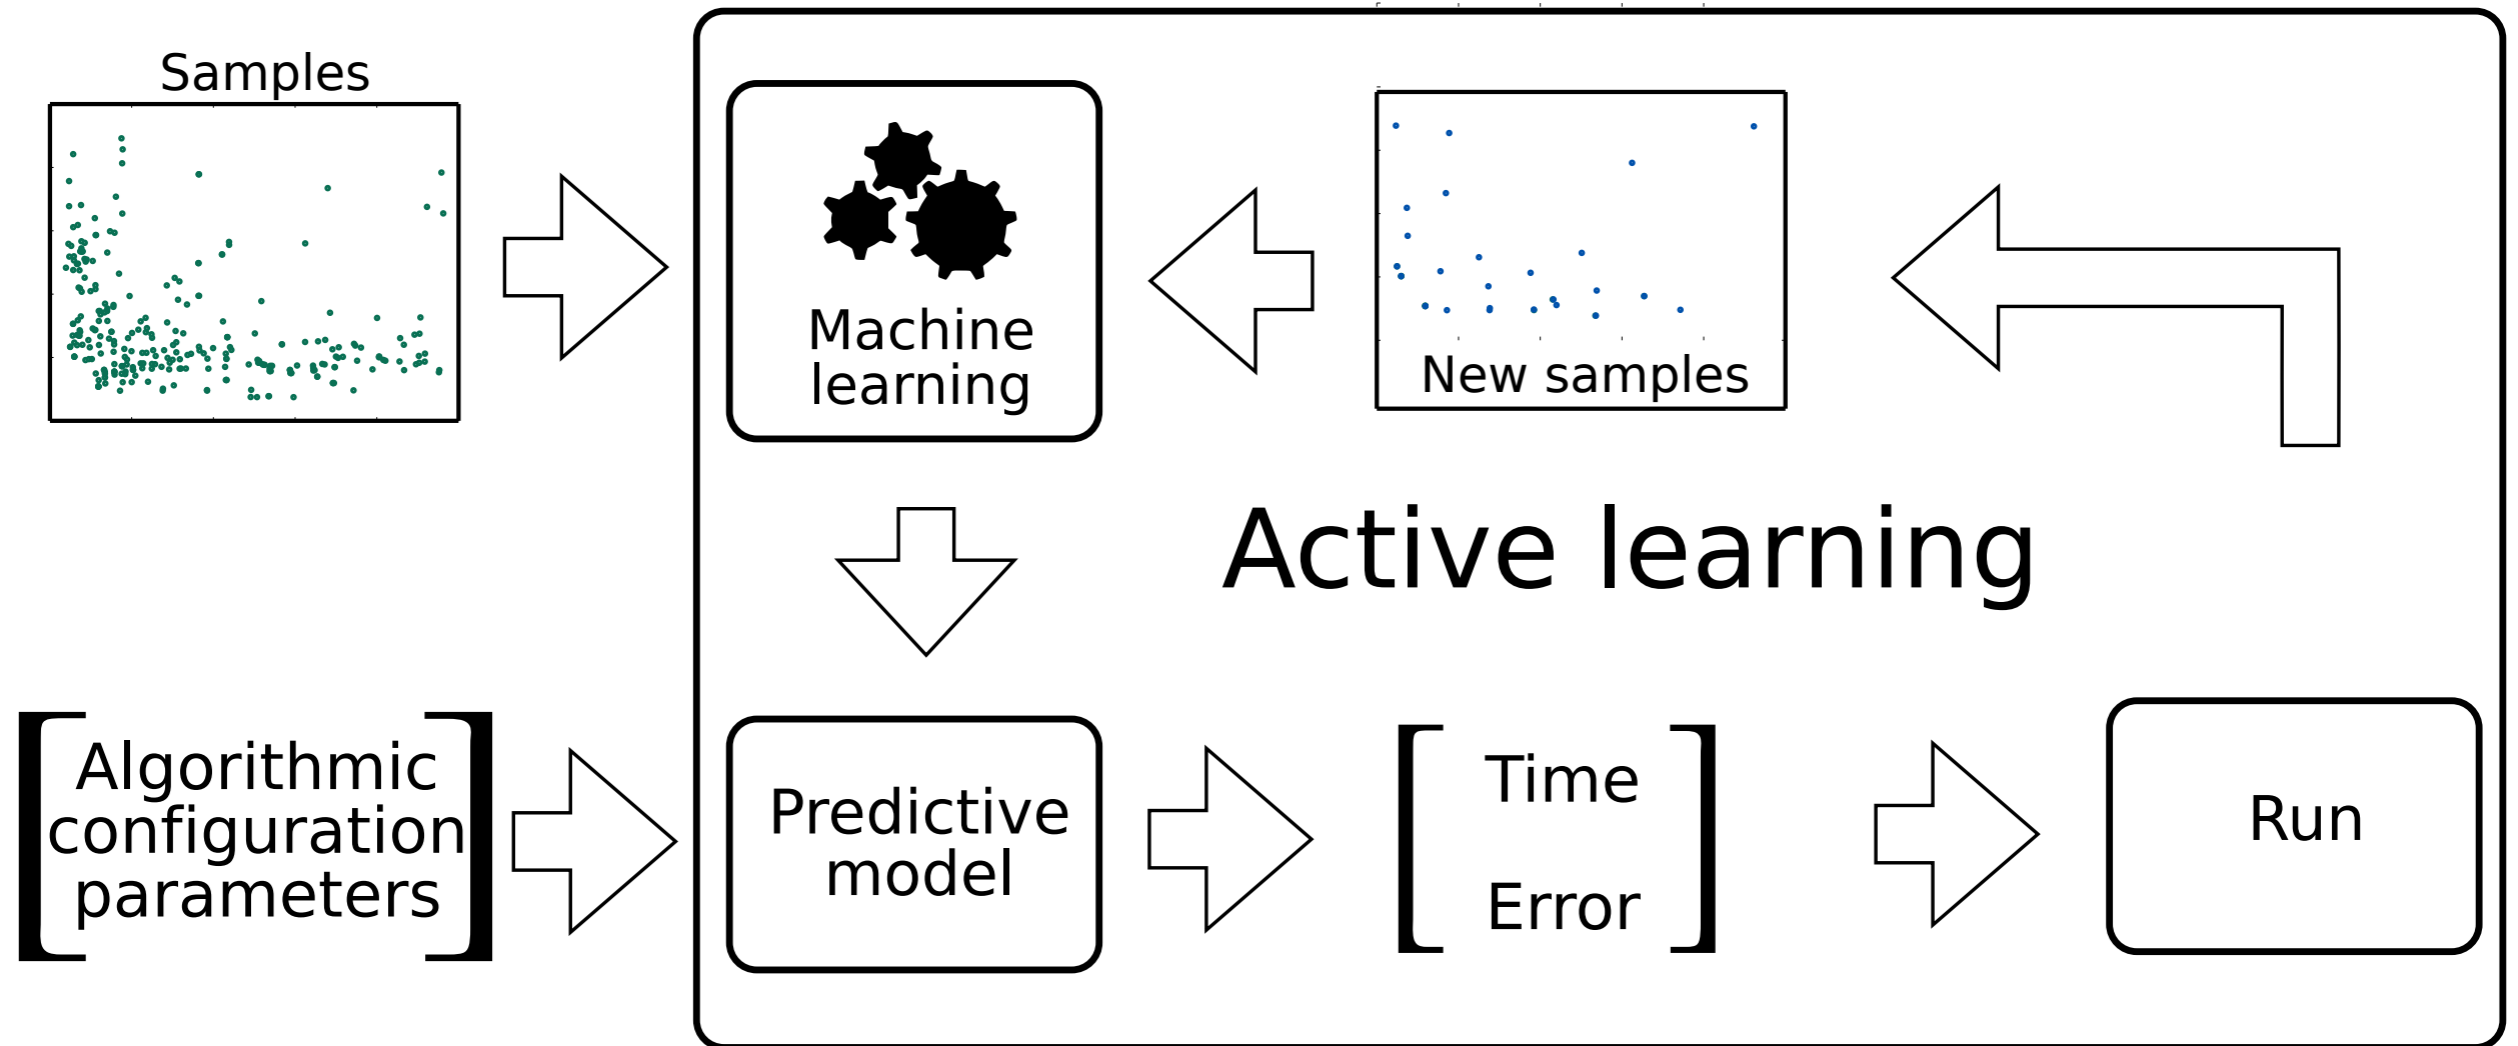 Samples
Machine
learning
New samples
Active learning
Algorithmic
configuration
parameters
Predictive
model
Time
Error
Run